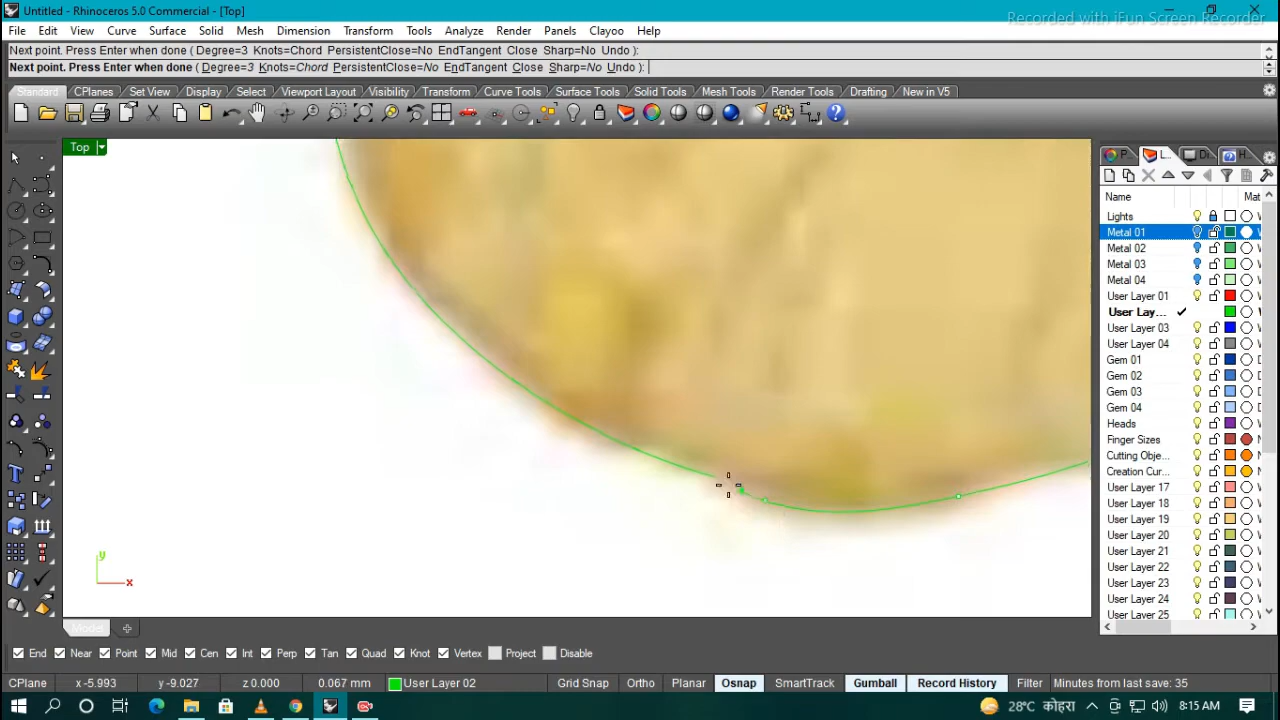 Untitled - Rhinoceros 5.0 Commercial - [Top]
Recorded with iFun Screen Recorder
File Edit View Curve Surface Solid Mesh Dimension Transform Tools Analyze Render Panels Clayoo Help
Next point. Press Enter when done ( Degree=3 Knots=Chord PersistentClose=No EndTangent Close Sharp=No Undo ):
Next point. Press Enter when done ( Degree=3 Knots=Chord PersistentClose=No EndTangent Close Sharp=No Undo ):
Standard CPlanes Set View Display Select Viewport Layout Visibility Transform Curve Tools Surface Tools Solid Tools Mesh Tools Render Tools Drafting New in V5
Top
P... L... D... H...
Name Mat
Lights
Metal 01
Metal 02
Metal 03
Metal 04
User Layer 01
User Lay...
User Layer 03
User Layer 04
Gem 01
Gem 02
Gem 03
Gem 04
Heads
Finger Sizes
Cutting Obje...
Creation Cur...
User Layer 17
User Layer 18
User Layer 19
User Layer 20
User Layer 21
User Layer 22
User Layer 23
User Layer 24
User Layer 25
y
x
Model
End Near Point Mid Cen Int Perp Tan Quad Knot Vertex Project Disable
CPlane x -5.993 y -9.027 z 0.000 0.067 mm User Layer 02 Grid Snap Ortho Planar Osnap SmartTrack Gumball Record History Filter Minutes from last save: 35
28°C कोहरा 8:15 AM